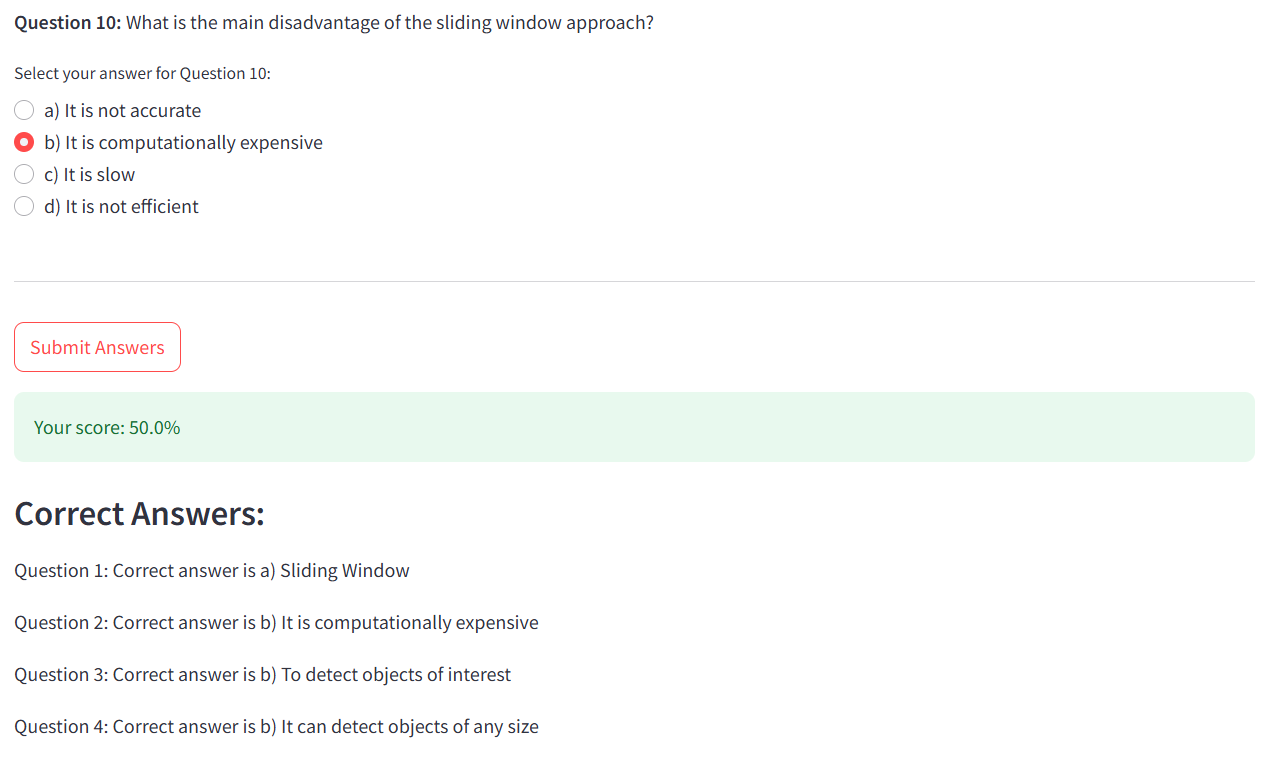 Question 10: What is the main disadvantage of the sliding window approach?
Select your answer for Question 10:
a) It is not accurate
b) It is computationally expensive
c) It is slow
d) It is not efficient
Submit Answers
Your score: 50.0%
Correct Answers:
Question 1: Correct answer is a) Sliding Window
Question 2: Correct answer is b) It is computationally expensive
Question 3: Correct answer is b) To detect objects of interest
Question 4: Correct answer is b) It can detect objects of any size